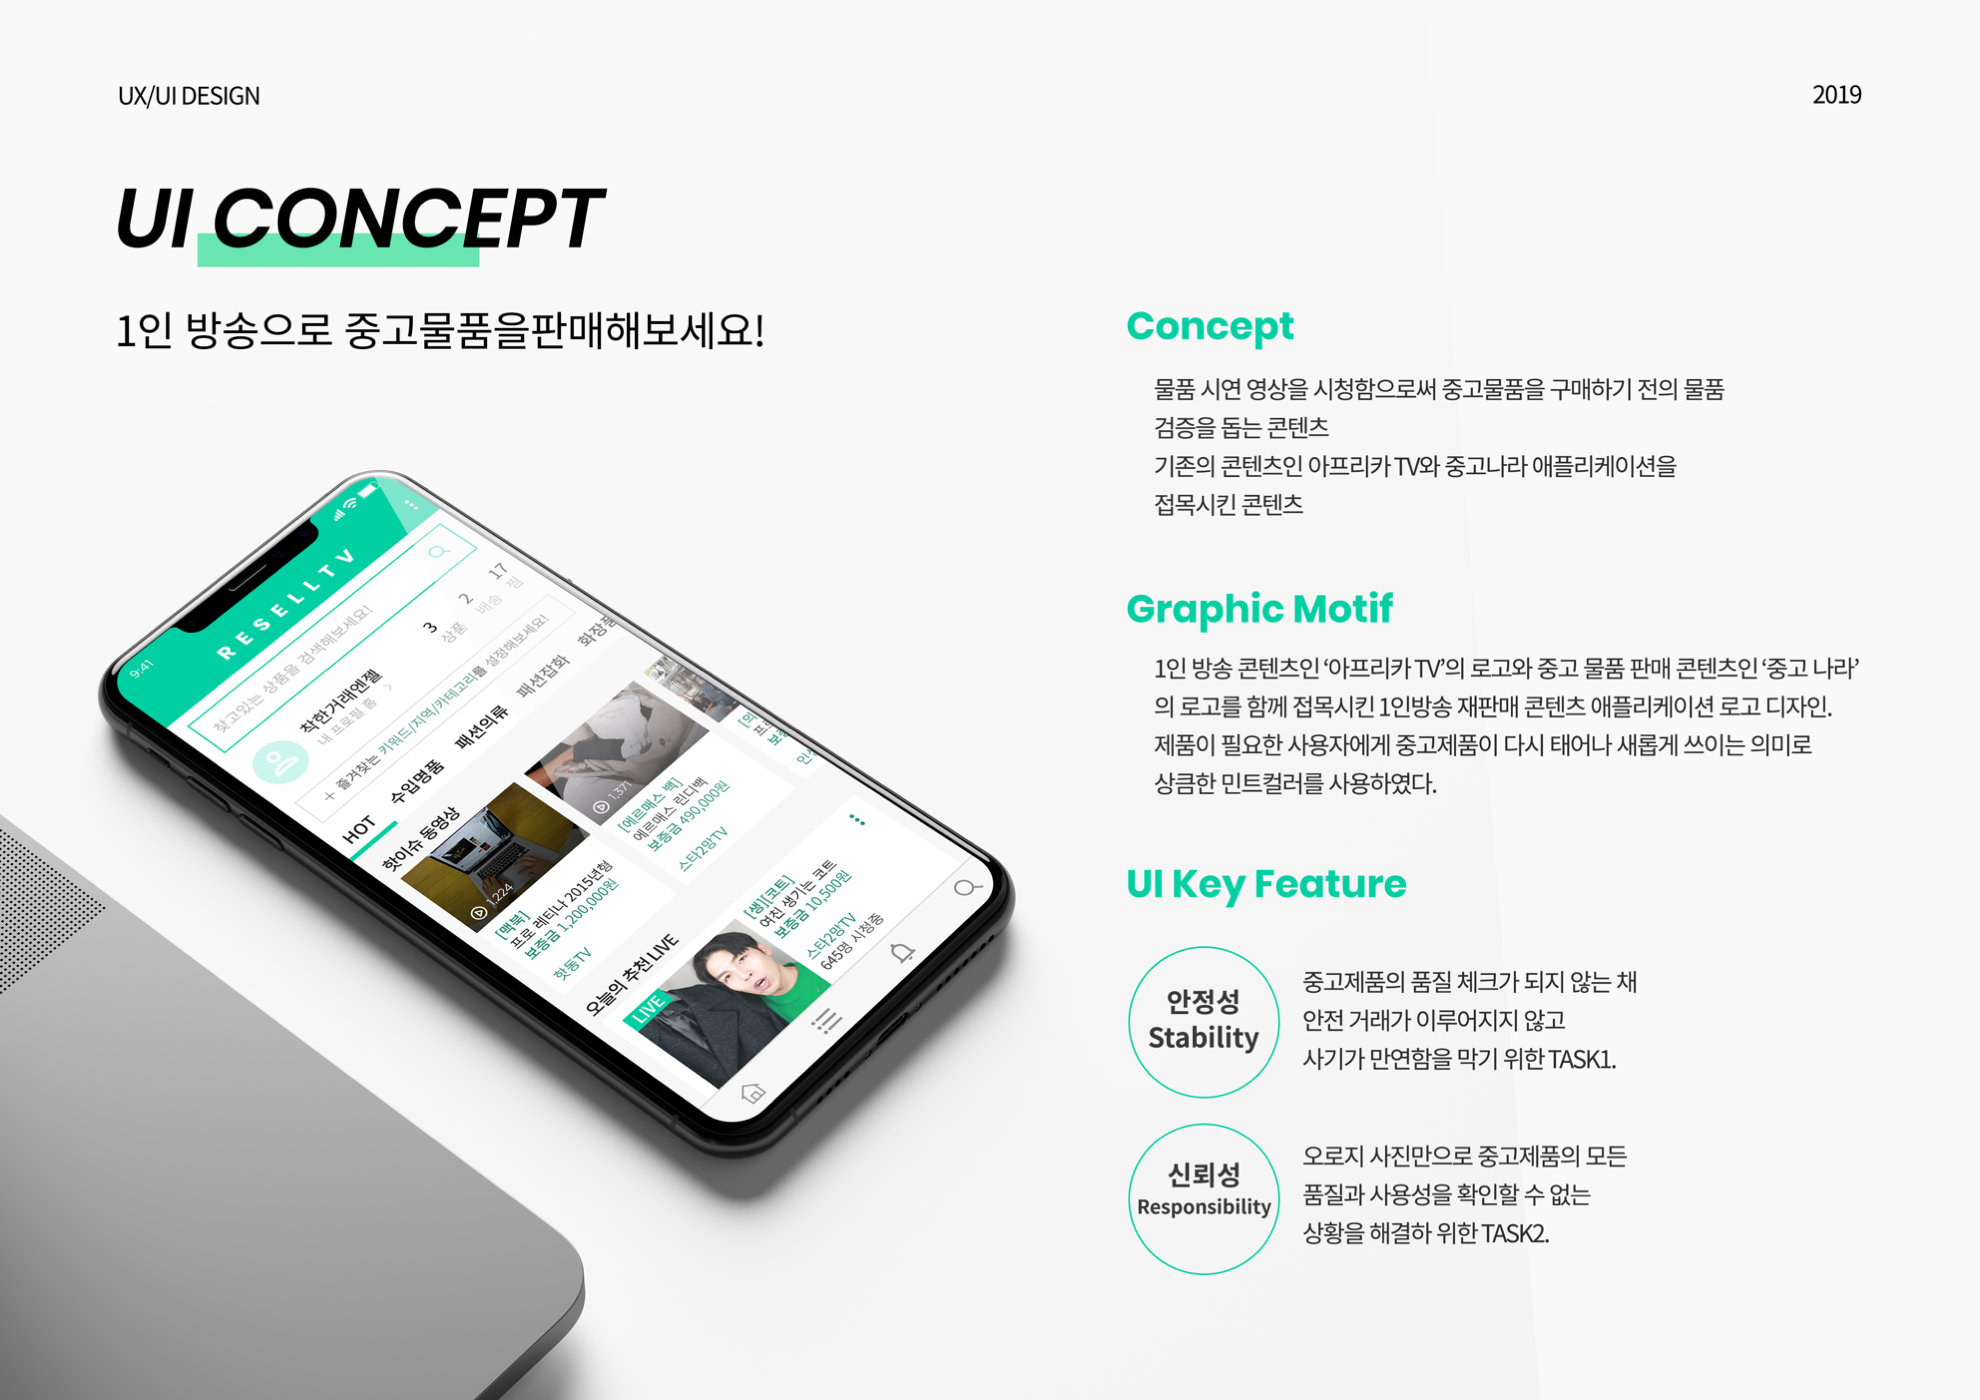 UX/UI DESIGN
2019
UI CONCEPT
1인 방송으로 중고물품을판매해보세요!
9:41
RESELLTV
찾고있는 상품을 검색해보세요!
착한거래엔젤
내 프로필 홈 >
3
상품
2
배송
17
찜
+ 즐겨찾는 키워드/지역/카테고리를 설정해보세요!
HOT
수입명품
패션의류
패션잡화
화장품
핫이슈 동영상
1,224
[맥북]
프로 레티나 2015년형
보증금 1,200,000원
핫동TV
1,371
[에르메스 백]
에르메스 린디백
보증금 490,000원
스타2망TV
오늘의 추천 LIVE
LIVE
[생][코트]
여친 생기는 코트
보증금 10,500원
스타2망TV
645명 시청중
Concept
물품 시연 영상을 시청함으로써 중고물품을 구매하기 전의 물품
검증을 돕는 콘텐츠
기존의 콘텐츠인 아프리카 TV와 중고나라 애플리케이션을
접목시킨 콘텐츠
Graphic Motif
1인 방송 콘텐츠인 ‘아프리카 TV’의 로고와 중고 물품 판매 콘텐츠인 ‘중고 나라’
의 로고를 함께 접목시킨 1인방송 재판매 콘텐츠 애플리케이션 로고 디자인.
제품이 필요한 사용자에게 중고제품이 다시 태어나 새롭게 쓰이는 의미로
상큼한 민트컬러를 사용하였다.
UI Key Feature
안정성
Stability
중고제품의 품질 체크가 되지 않는 채
안전 거래가 이루어지지 않고
사기가 만연함을 막기 위한 TASK1.
신뢰성
Responsibility
오로지 사진만으로 중고제품의 모든
품질과 사용성을 확인할 수 없는
상황을 해결하 위한 TASK2.